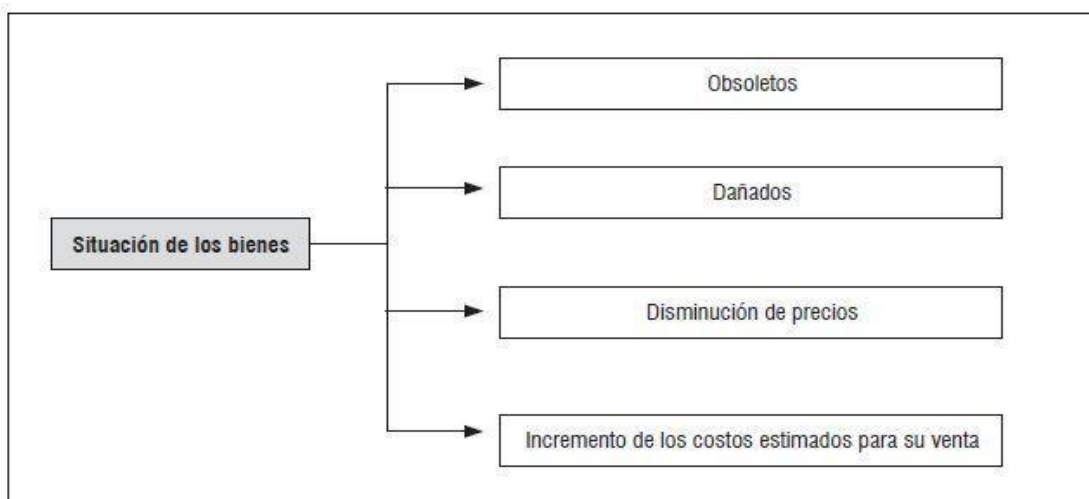 Situación de los bienes
Obsoletos
Dañados
Disminución de precios
Incremento de los costos estimados para su venta